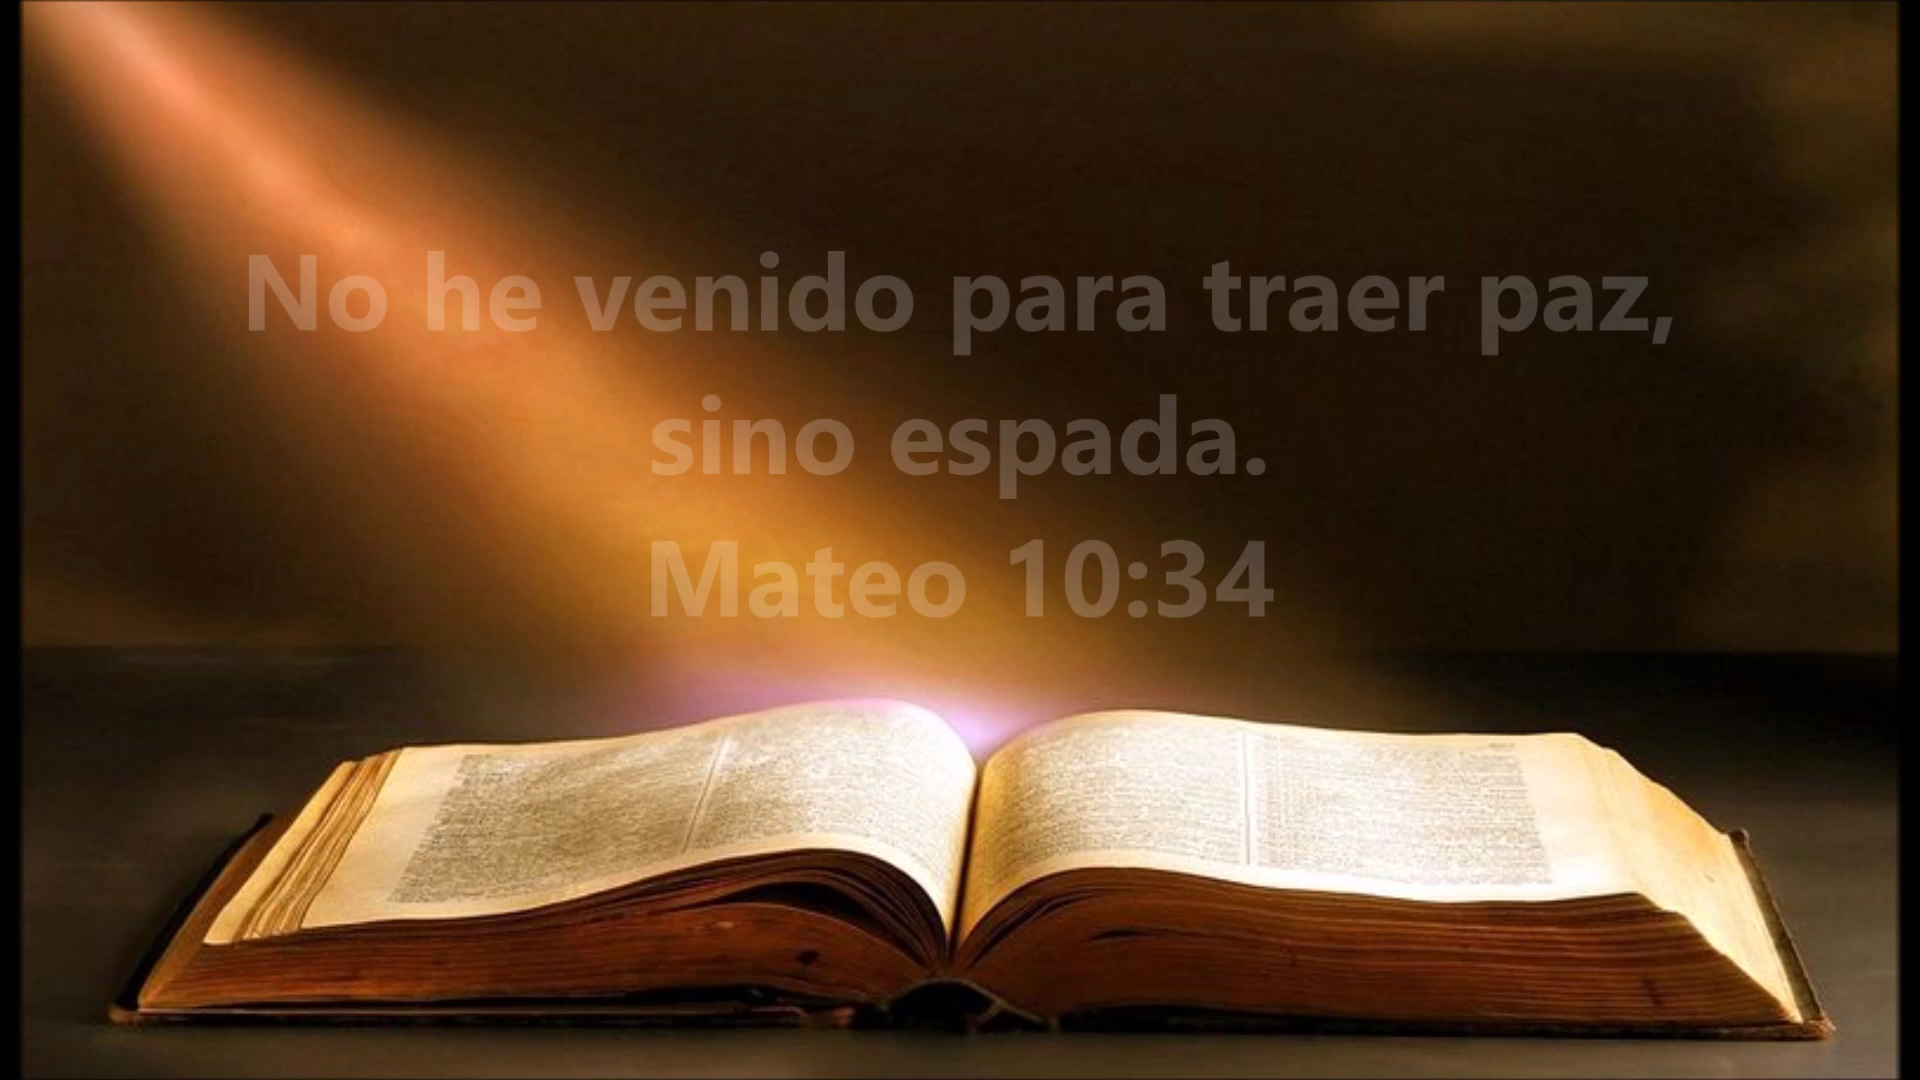 No he venido para traer paz,
sino espada.
Mateo 10:34